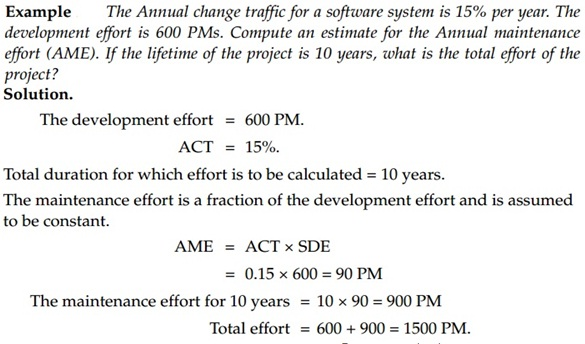 Example The Annual change traffic for a software system is 15% per year. The
development effort is 600 PMs. Compute an estimate for the Annual maintenance
effort (AME). If the lifetime of the project is 10 years, what is the total effort of the
project?
Solution.
The development effort = 600 PM.
ACT = 15%.
Total duration for which effort is to be calculated = 10 years.
The maintenance effort is a fraction of the development effort and is assumed
to be constant.
AME = ACT × SDE
= 0.15 × 600 = 90 PM
The maintenance effort for 10 years = 10 × 90 = 900 PM
Total effort = 600 + 900 = 1500 PM.